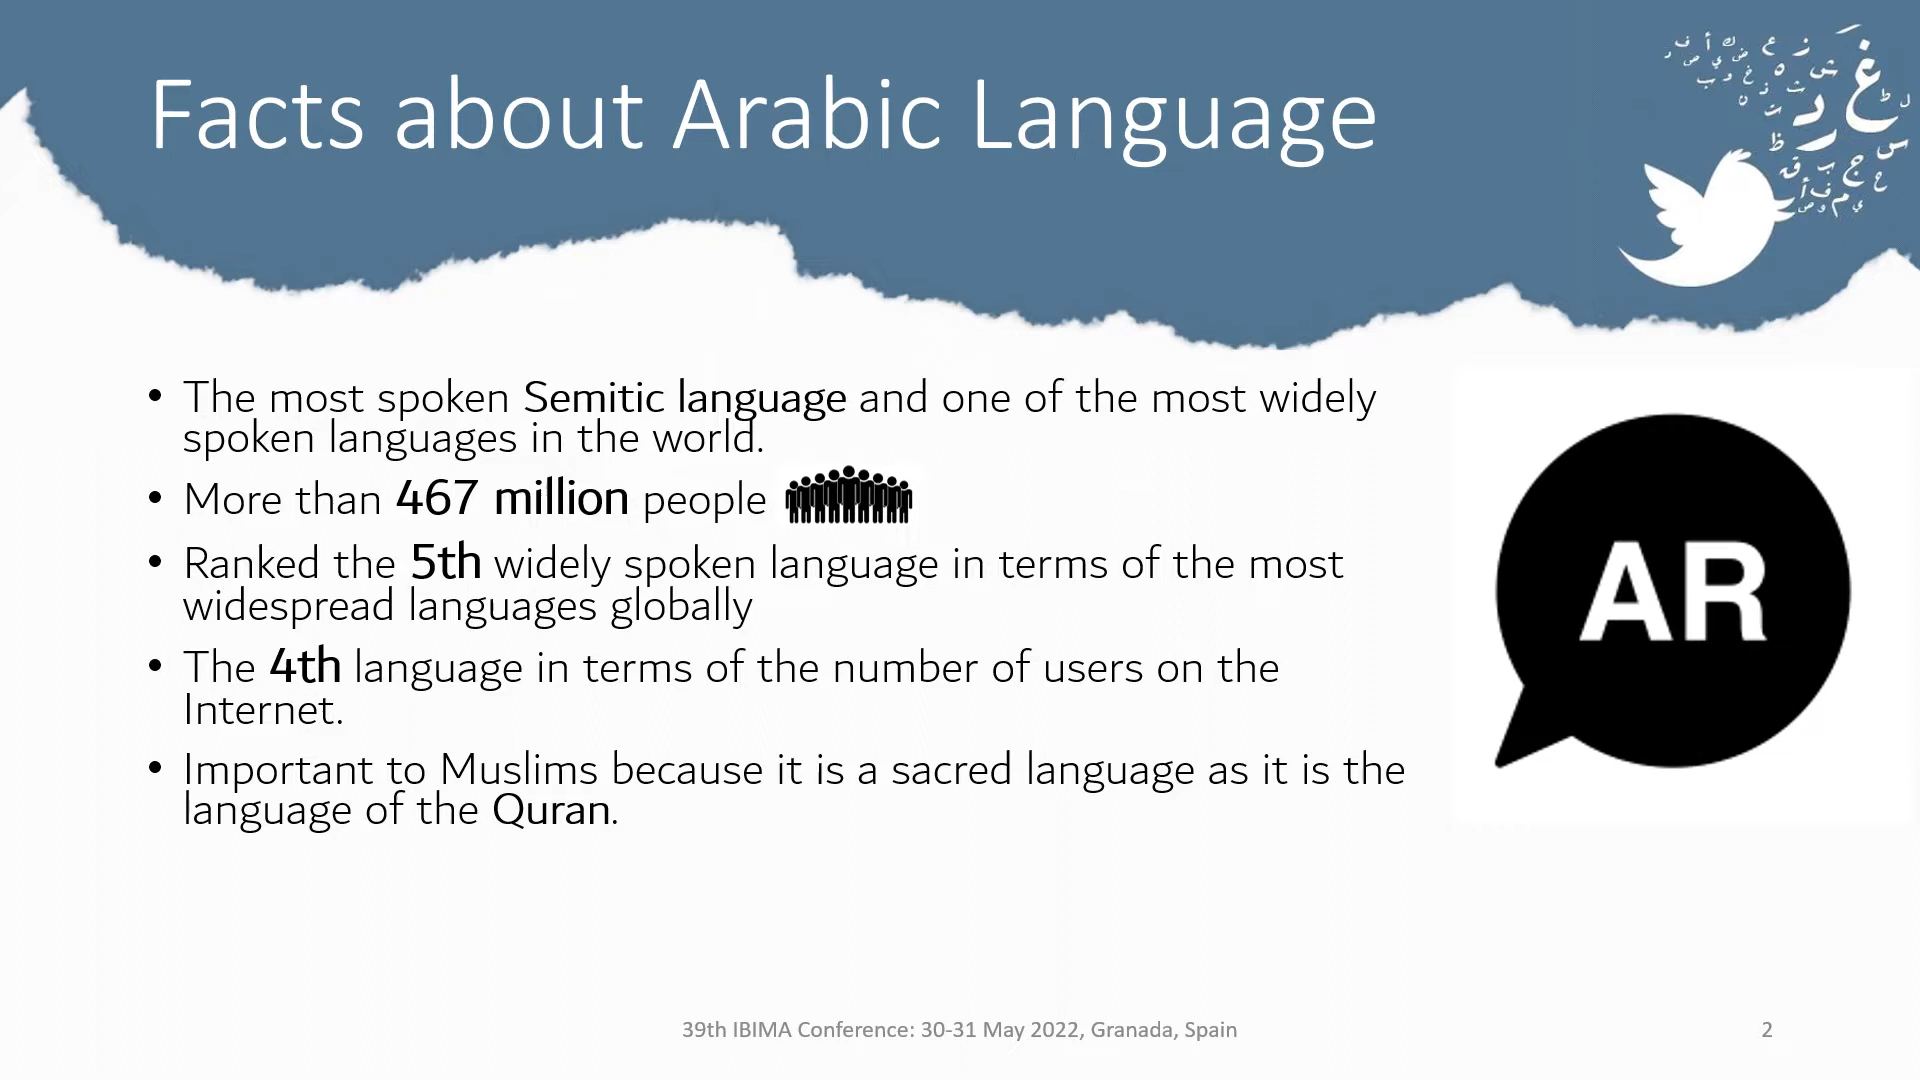 Facts about Arabic Language
• The most spoken Semitic language and one of the most widely
spoken languages in the world.
• More than 467 million people
• Ranked the 5th widely spoken language in terms of the most
widespread languages globally
• The 4th language in terms of the number of users on the
Internet.
• Important to Muslims because it is a sacred language as it is the
language of the Quran.
AR
39th IBIMA Conference: 30-31 May 2022, Granada, Spain
2